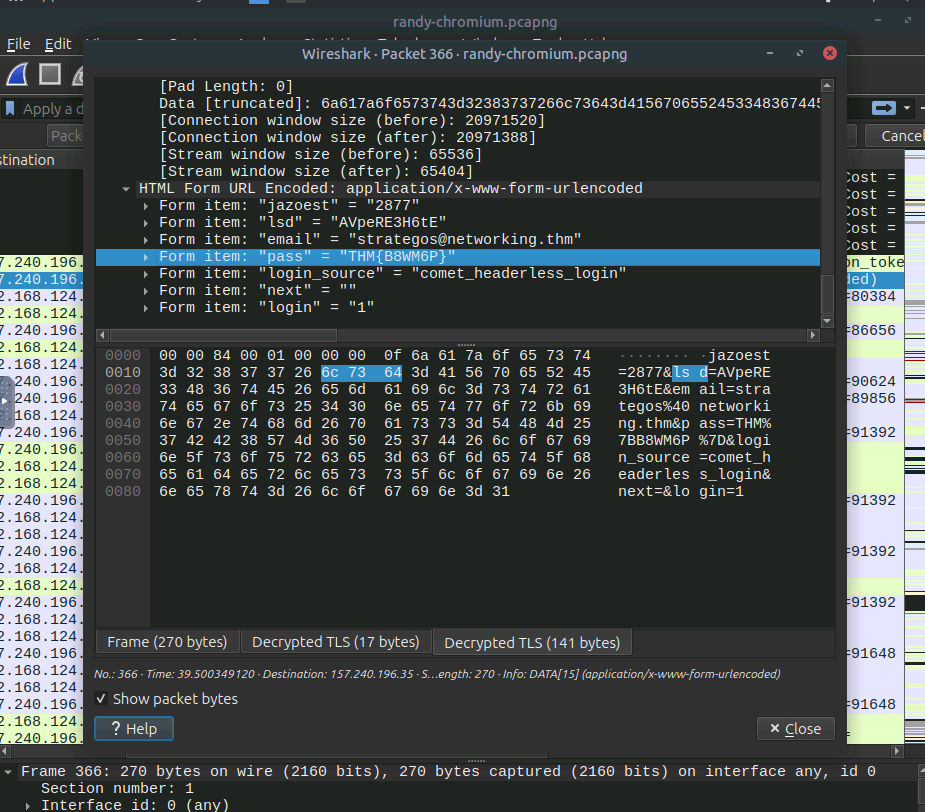 randy-chromium.pcapng
File Edit
Wireshark · Packet 366 · randy-chromium.pcapng
Apply a d
Pack
Cancel
stination
[Pad Length: 0]
Data [truncated]: 6a617a6f6573743d32383737266c73643d415670655245334836744
[Connection window size (before): 20971520]
[Connection window size (after): 20971388]
[Stream window size (before): 65536]
[Stream window size (after): 65404]
HTML Form URL Encoded: application/x-www-form-urlencoded
Form item: "jazoest" = "2877"
Form item: "lsd" = "AVpeRE3H6tE"
Form item: "email" = "strategos@networking.thm"
Form item: "pass" = "THM{B8WM6P}"
Form item: "login_source" = "comet_headerless_login"
Form item: "next" = ""
Form item: "login" = "1"
Cost =
Cost =
Cost =
Cost =
Cost =
7.240.196. on_toke
7.240.196. ded)
2.168.124. =80384
2.168.124.
7.240.196. =86656
2.168.124.
2.168.124.
7.240.196. =90624
7.240.196. =89856
2.168.124.
7.240.196. =91392
2.168.124.
2.168.124.
2.168.124.
7.240.196. =91392
2.168.124.
2.168.124.
7.240.196. =91392
2.168.124.
2.168.124.
7.240.196. =91392
2.168.124.
2.168.124.
7.240.196. =91648
2.168.124.
2.168.124.
7.240.196. =91648
2.168.124.
7.240.196.
0000 00 00 84 00 01 00 00 00 0f 6a 61 7a 6f 65 73 74 ········ ·jazoest
0010 3d 32 38 37 37 26 6c 73 64 3d 41 56 70 65 52 45 =2877&ls d=AVpeRE
0020 33 48 36 74 45 26 65 6d 61 69 6c 3d 73 74 72 61 3H6tE&em ail=stra
0030 74 65 67 6f 73 25 34 30 6e 65 74 77 6f 72 6b 69 tegos%40 networki
0040 6e 67 2e 74 68 6d 26 70 61 73 73 3d 54 48 4d 25 ng.thm&p ass=THM%
0050 37 42 42 38 57 4d 36 50 25 37 44 26 6c 6f 67 69 7BB8WM6P %7D&logi
0060 6e 5f 73 6f 75 72 63 65 3d 63 6f 6d 65 74 5f 68 n_source =comet_h
0070 65 61 64 65 72 6c 65 73 73 5f 6c 6f 67 69 6e 26 eaderles s_login&
0080 6e 65 78 74 3d 26 6c 6f 67 69 6e 3d 31 next=&lo gin=1
Frame (270 bytes) Decrypted TLS (17 bytes) Decrypted TLS (141 bytes)
No.: 366 · Time: 39.500349120 · Destination: 157.240.196.35 · S…ength: 270 · Info: DATA[15] (application/x-www-form-urlencoded)
Show packet bytes
? Help
Close
Frame 366: 270 bytes on wire (2160 bits), 270 bytes captured (2160 bits) on interface any, id 0
Section number: 1
Interface id: 0 (any)